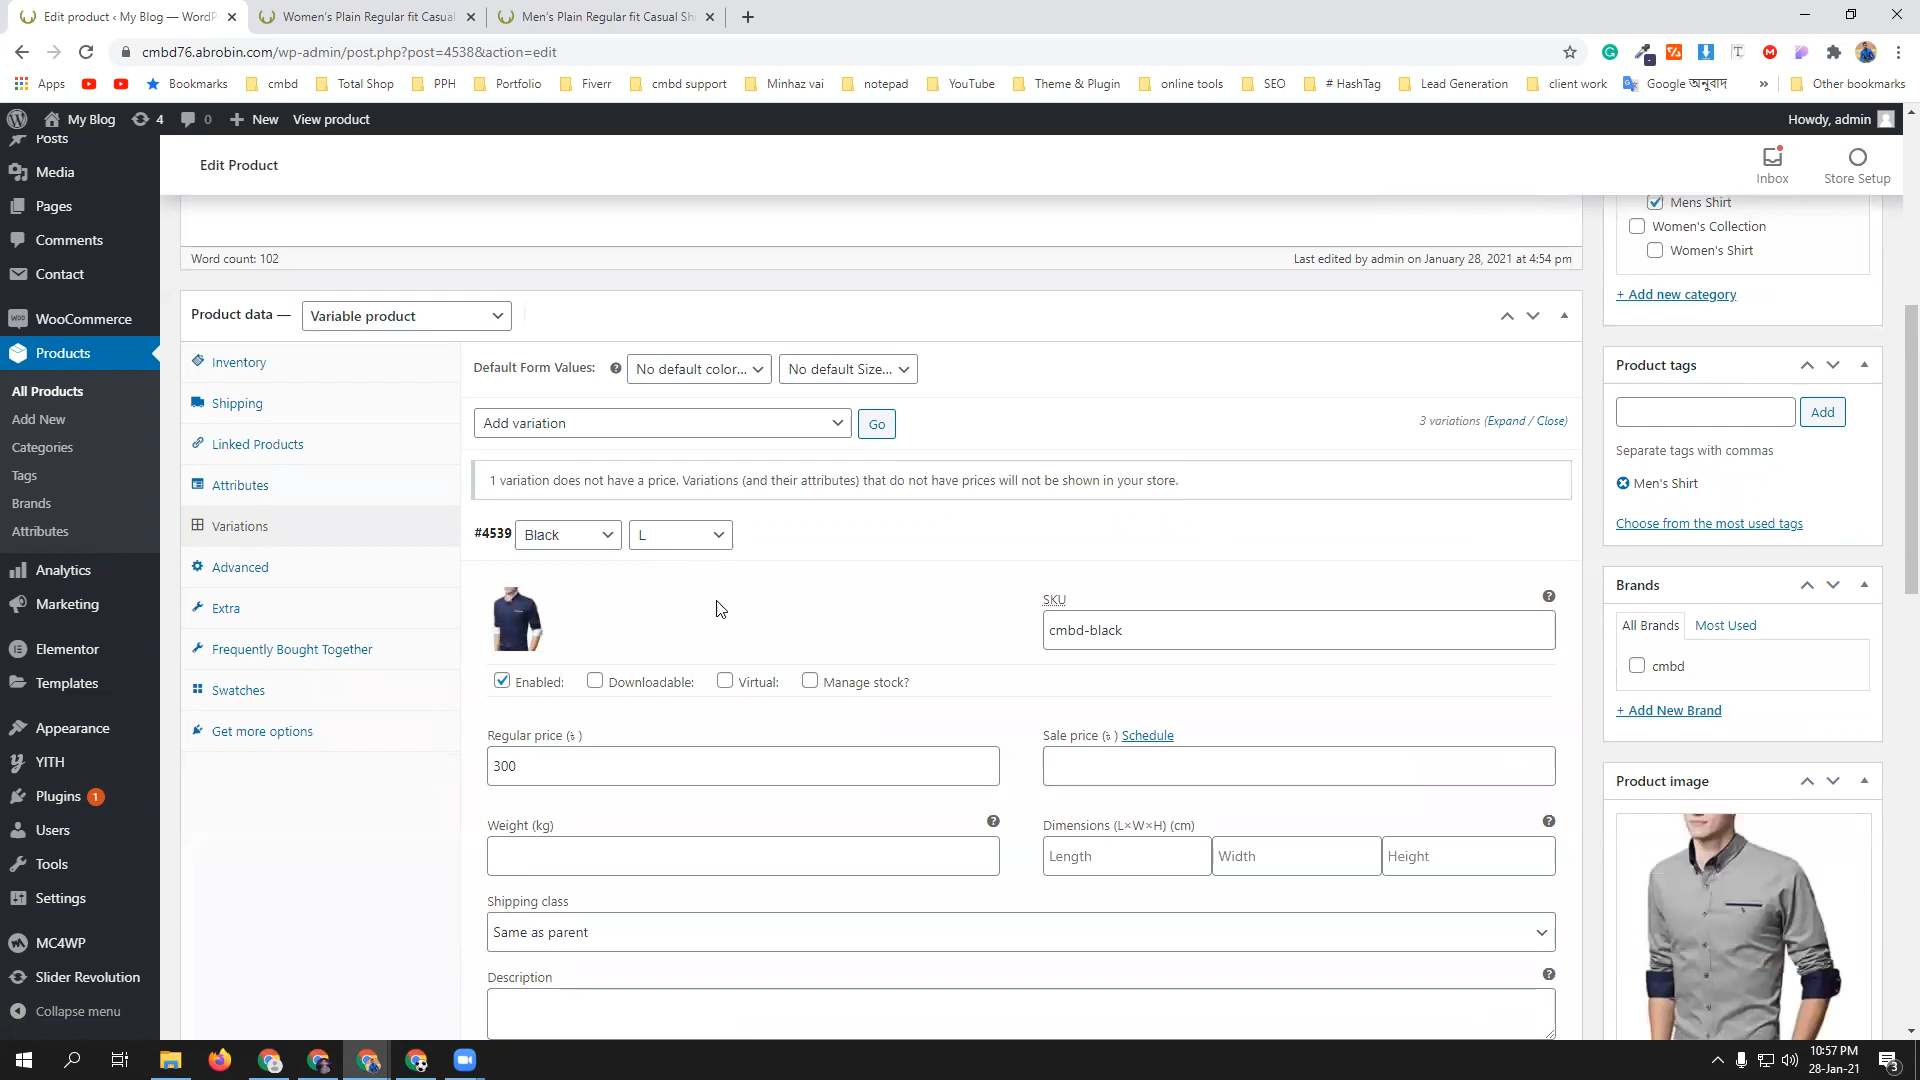 Edit product ‹ My Blog — WordP
Women's Plain Regular fit Casual
Men's Plain Regular fit Casual Shi
cmbd76.abrobin.com/wp-admin/post.php?post=4538&action=edit
Apps
Bookmarks
cmbd
Total Shop
PPH
Portfolio
Fiverr
cmbd support
Minhaz vai
notepad
YouTube
Theme & Plugin
online tools
SEO
# HashTag
Lead Generation
client work
Google অনুবাদ
»
Other bookmarks
My Blog
4
0
New
View product
Howdy, admin
Posts
Media
Pages
Comments
Contact
WooCommerce
Products
All Products
Add New
Categories
Tags
Brands
Attributes
Analytics
Marketing
Elementor
Templates
Appearance
YITH
Plugins 1
Users
Tools
Settings
MC4WP
Slider Revolution
Collapse menu
Edit Product
Inbox
Store Setup
Word count: 102
Last edited by admin on January 28, 2021 at 4:54 pm
Product data —
Variable product
Inventory
Shipping
Linked Products
Attributes
Variations
Advanced
Extra
Frequently Bought Together
Swatches
Get more options
Default Form Values:
No default color...
No default Size...
Add variation
Go
3 variations (Expand / Close)
1 variation does not have a price. Variations (and their attributes) that do not have prices will not be shown in your store.
#4539
Black
L
SKU
cmbd-black
Enabled:
Downloadable:
Virtual:
Manage stock?
Regular price (৳ )
300
Sale price (৳ ) Schedule
Weight (kg)
Dimensions (L×W×H) (cm)
Length
Width
Height
Shipping class
Same as parent
Description
Mens Shirt
Women's Collection
Women's Shirt
+ Add new category
Product tags
Add
Separate tags with commas
Men's Shirt
Choose from the most used tags
Brands
All Brands
Most Used
cmbd
+ Add New Brand
Product image
10:57 PM
28-Jan-21
3